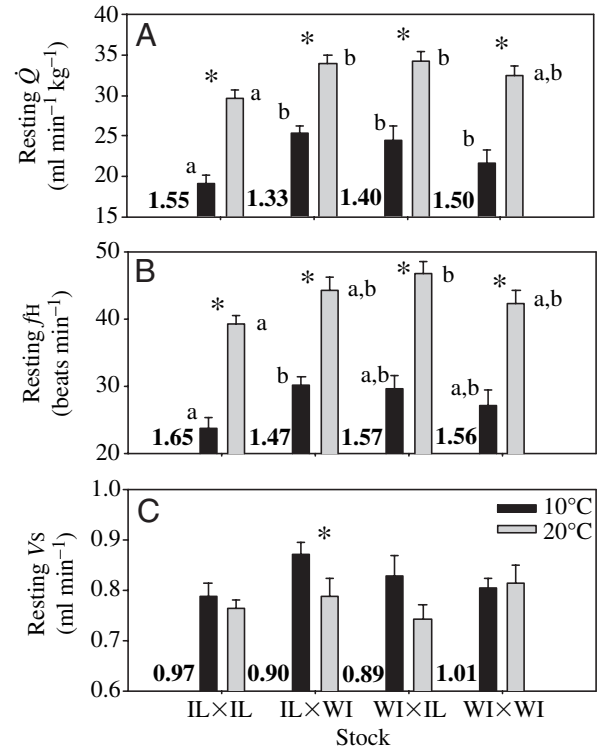 A
Resting Q̇
(ml min⁻¹ kg⁻¹)
40
35
30
25
20
15
* * * *
a a b b b b b a,b
1.55 1.33 1.40 1.50
B
Resting fH
(beats min⁻¹)
50
40
30
20
* * * *
a a b a,b a,b b a,b a,b
1.65 1.47 1.57 1.56
C
Resting VS
(ml min⁻¹)
1.0
0.9
0.8
0.7
0.6
10°C
20°C
*
0.97 0.90 0.89 1.01
IL×IL IL×WI WI×IL WI×WI
Stock